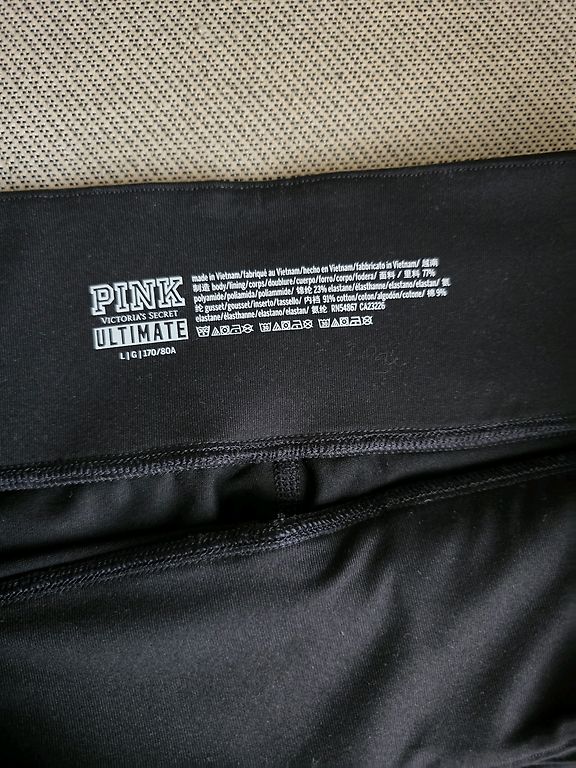 PINK
VICTORIA'S SECRET
ULTIMATE
L|G|170/80A
made in Vietnam/fabriqué au Vietnam/hecho en Vietnam/fabbricato in Vietnam/ 越南
制造 body/lining/corps/doublure/cuerpo/forro/corpo/fodera/ 面料 / 里料 77%
polyamide/poliamida/poliammide/ 锦纶 23% elastane/élasthanne/elastano/elastan/ 氨
纶 gusset/gousset/inserto/tassello/ 内裆 91% cotton/coton/algodón/cotone/ 棉 9%
elastane/élasthanne/elastano/elastan/ 氨纶 RN54867 CA23226